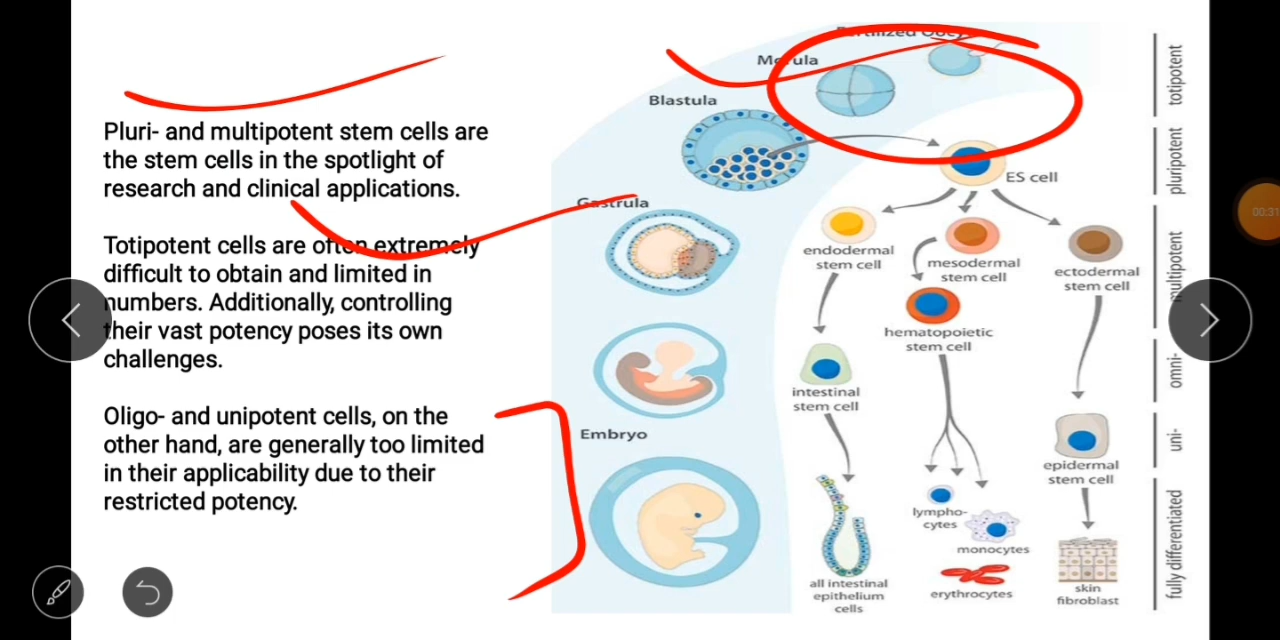 Pluri- and multipotent stem cells are
the stem cells in the spotlight of
research and clinical applications.
Totipotent cells are often extremely
difficult to obtain and limited in
numbers. Additionally, controlling
their vast potency poses its own
challenges.
Oligo- and unipotent cells, on the
other hand, are generally too limited
in their applicability due to their
restricted potency.
Fertilized
Morula
Blastula
Gastrula
Embryo
ES cell
endodermal
stem cell
mesodermal
stem cell
ectodermal
stem cell
hematopoietic
stem cell
intestinal
stem cell
epidermal
stem cell
lympho-
cytes
monocytes
erythrocytes
all intestinal
epithelium
cells
skin
fibroblast
totipotent
pluripotent
multipotent
omni-
uni-
fully differentiated
00:31